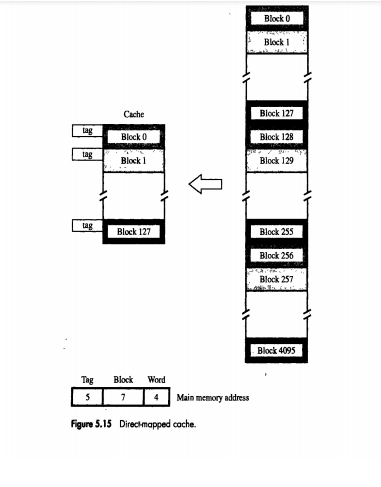 Block 0
Block 1
Block 127
Block 128
Block 129
Block 255
Block 256
Block 257
Block 4095
Cache
tag
Block 0
tag
Block 1
tag
Block 127
Tag Block Word
5 7 4 Main memory address
Figure 5.15 Direct-mapped cache.